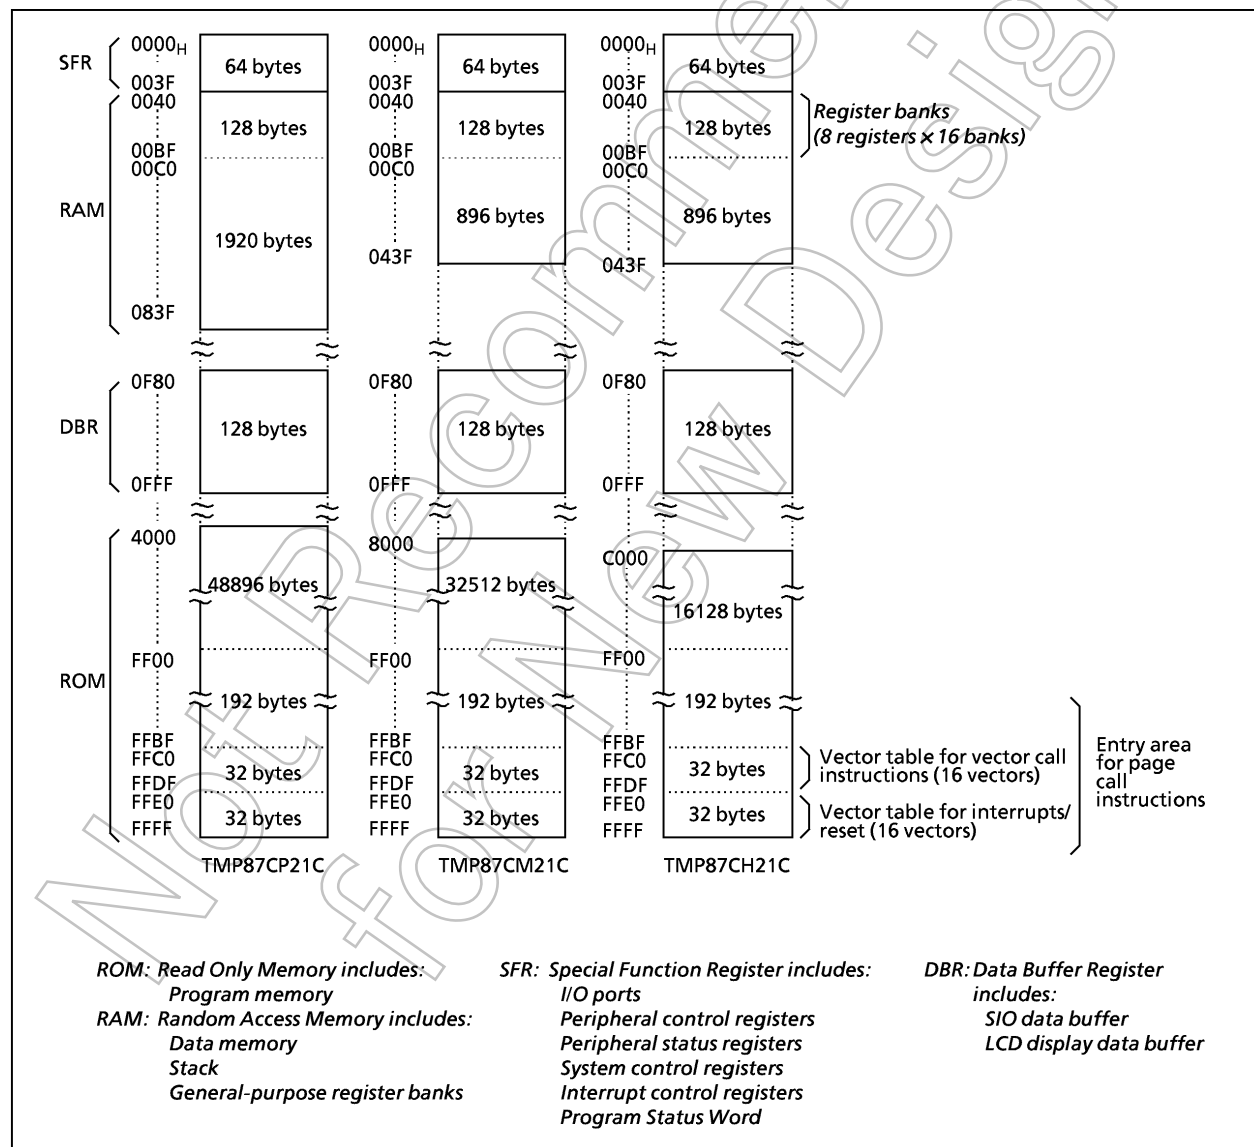 SFR
RAM
DBR
ROM
0000H
003F
0040
00BF
00C0
083F
0F80
0FFF
4000
FF00
FFBF
FFC0
FFDF
FFE0
FFFF
64 bytes
128 bytes
1920 bytes
128 bytes
48896 bytes
192 bytes
32 bytes
32 bytes
TMP87CP21C
0000H
003F
0040
00BF
00C0
043F
0F80
0FFF
8000
FF00
FFBF
FFC0
FFDF
FFE0
FFFF
64 bytes
128 bytes
896 bytes
128 bytes
32512 bytes
192 bytes
32 bytes
32 bytes
TMP87CM21C
0000H
003F
0040
00BF
00C0
043F
0F80
0FFF
C000
FF00
FFBF
FFC0
FFDF
FFE0
FFFF
64 bytes
128 bytes
896 bytes
128 bytes
16128 bytes
192 bytes
32 bytes
32 bytes
TMP87CH21C
Register banks
(8 registers × 16 banks)
Vector table for vector call
instructions (16 vectors)
Vector table for interrupts/
reset (16 vectors)
Entry area
for page
call
instructions
ROM: Read Only Memory includes:
Program memory
RAM: Random Access Memory includes:
Data memory
Stack
General-purpose register banks
SFR: Special Function Register includes:
I/O ports
Peripheral control registers
Peripheral status registers
System control registers
Interrupt control registers
Program Status Word
DBR: Data Buffer Register
includes:
SIO data buffer
LCD display data buffer
Not Recomme
for New Desig